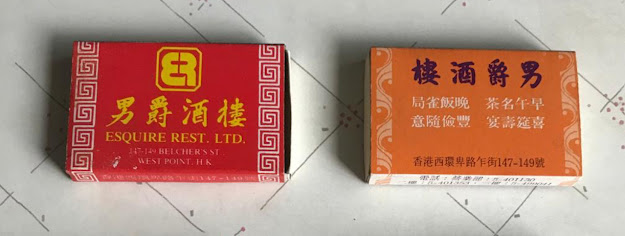 男爵酒樓
ESQUIRE REST. LTD.
147-149 BELCHER'S ST
WEST POINT. H.K.
男爵酒樓
早午名茶 晚飯雀局
喜筵壽宴 豐儉隨意
香港西環卑路乍街147-149號